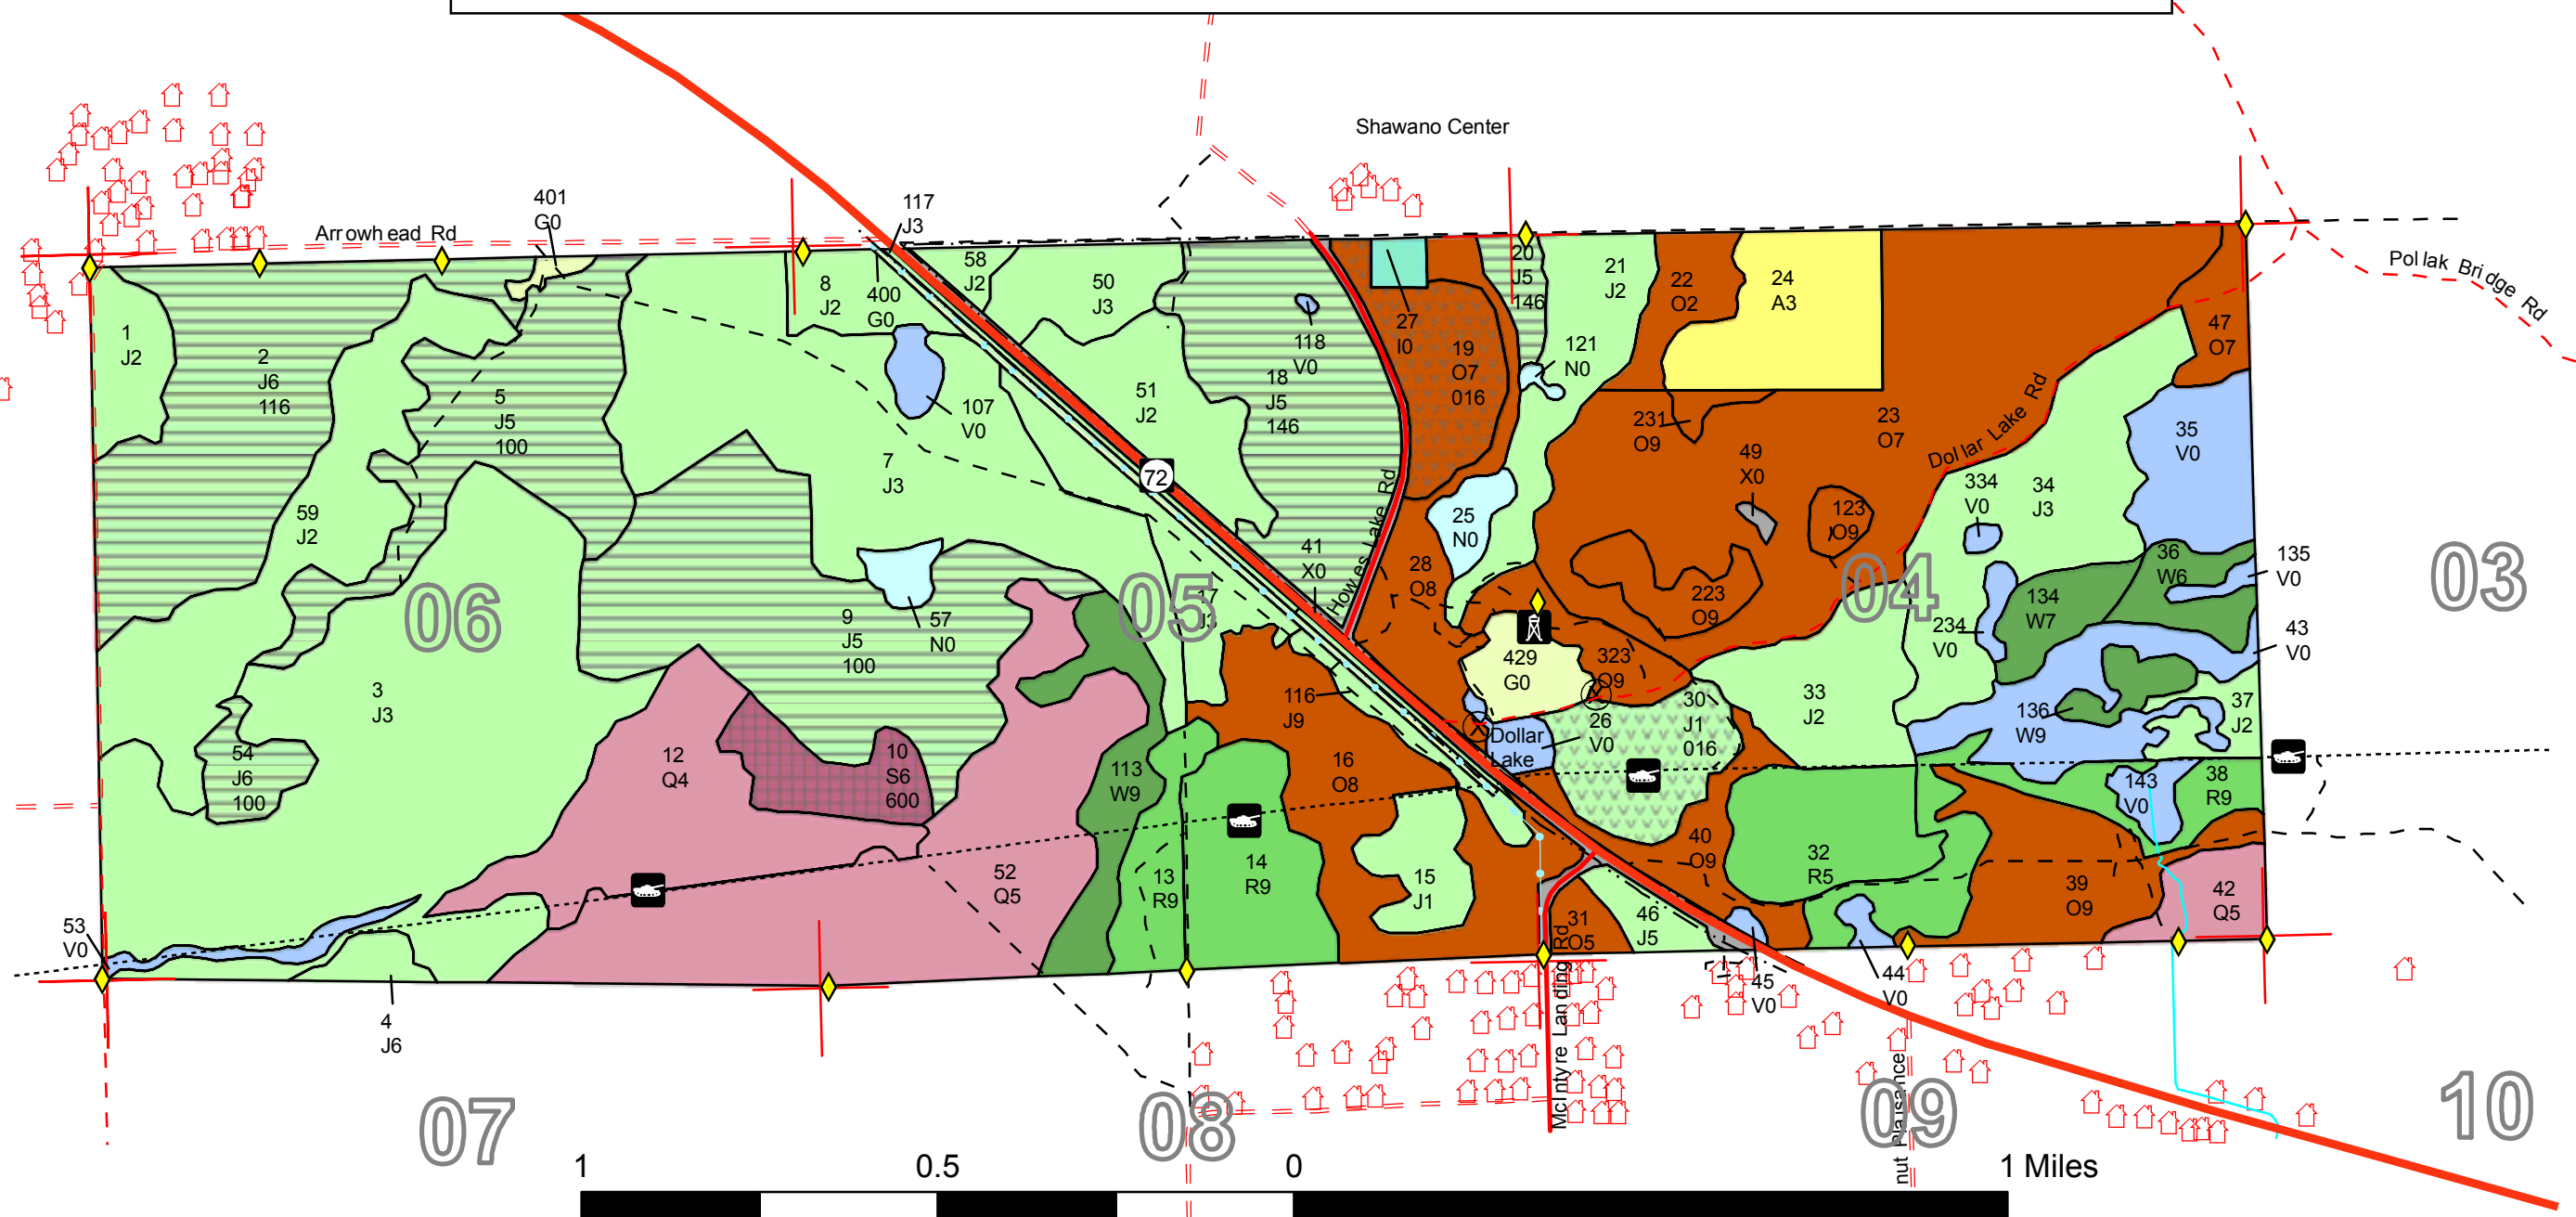 Shawano Center
401
G0
117
J3
Arrowhead Rd
Pollak Bridge Rd
58
J2
20
J5
146
21
J2
22
O2
24
A3
8
J2
400
G0
50
J3
1
J2
2
J6
116
118
V0
27
I0
19
O7
016
121
N0
47
O7
5
J5
100
51
J2
18
J5
146
107
V0
231
O9
23
O7
Dollar Lake Rd
35
V0
7
J3
72
49
X0
334
V0
34
J3
59
J2
25
N0
123
O9
Howes Lake Rd
41
X0
28
O8
36
W6
135
V0
03
06
05
04
17
J3
9
J5
100
57
N0
223
O9
134
W7
234
V0
43
V0
429
G0
323
O9
3
J3
116
J9
30
J1
016
33
J2
37
J2
26
V0
Dollar
Lake
136
W9
54
J6
100
12
Q4
10
S6
600
113
W9
16
O8
143
V0
38
R9
52
Q5
13
R9
14
R9
15
J1
40
O9
32
R5
39
O9
42
Q5
53
V0
31
O5
46
J5
McIntyre Landing Rd
45
V0
44
V0
4
J6
nut Plausance
07
08
09
10
1 0.5 0 1 Miles